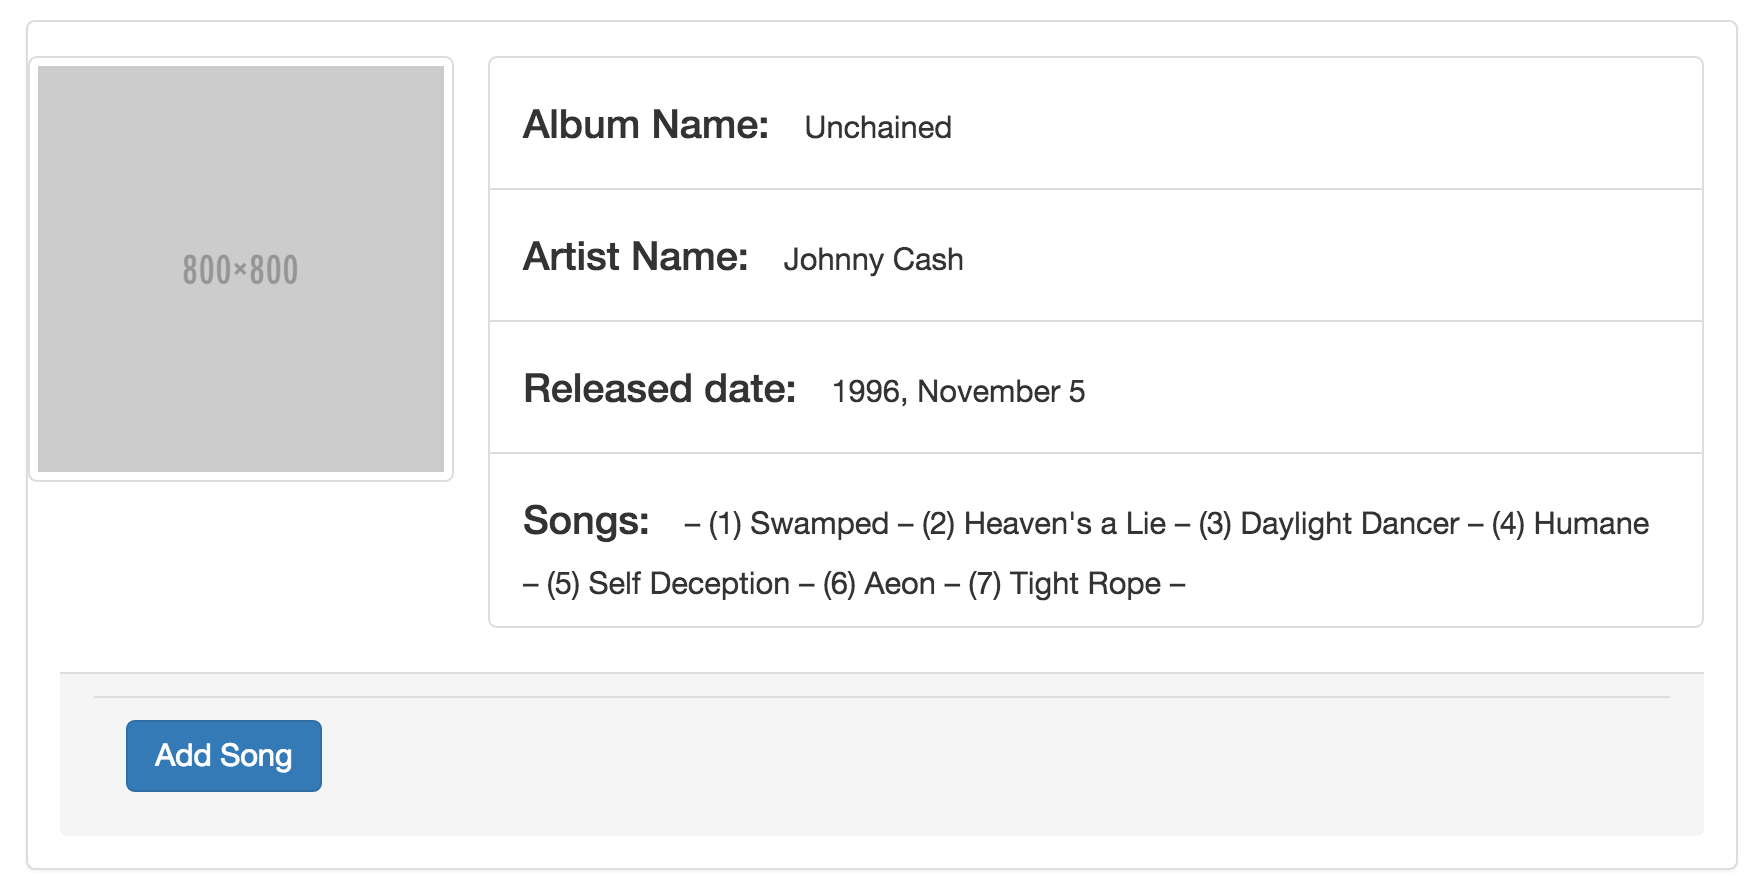 800×800
Album Name: Unchained
Artist Name: Johnny Cash
Released date: 1996, November 5
Songs: – (1) Swamped – (2) Heaven's a Lie – (3) Daylight Dancer – (4) Humane
– (5) Self Deception – (6) Aeon – (7) Tight Rope –
Add Song